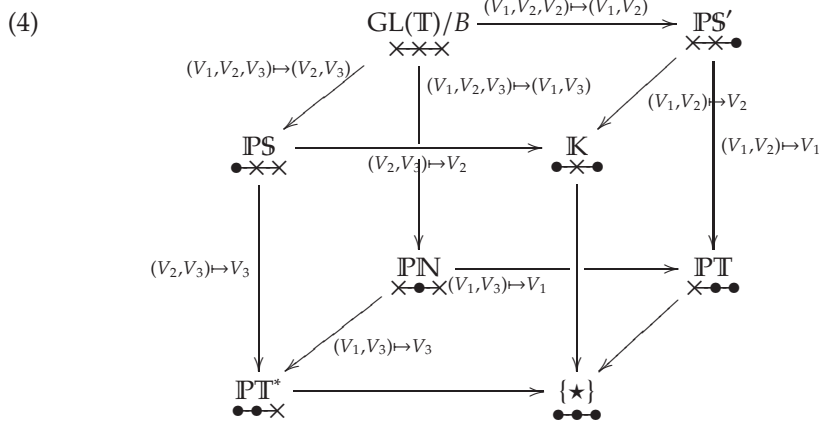 (4)
(V₁,V₂,V₂)↦(V₁,V₂)
GL(𝕋)/B
ℙ𝕊′
(V₁,V₂,V₃)↦(V₂,V₃)
(V₁,V₂,V₃)↦(V₁,V₃)
(V₁,V₂)↦V₂
ℙ𝕊
𝕂
(V₁,V₂)↦V₁
(V₂,V₃)↦V₂
(V₂,V₃)↦V₃
ℙℕ
(V₁,V₃)↦V₁
ℙ𝕋
(V₁,V₃)↦V₃
ℙ𝕋*
{★}